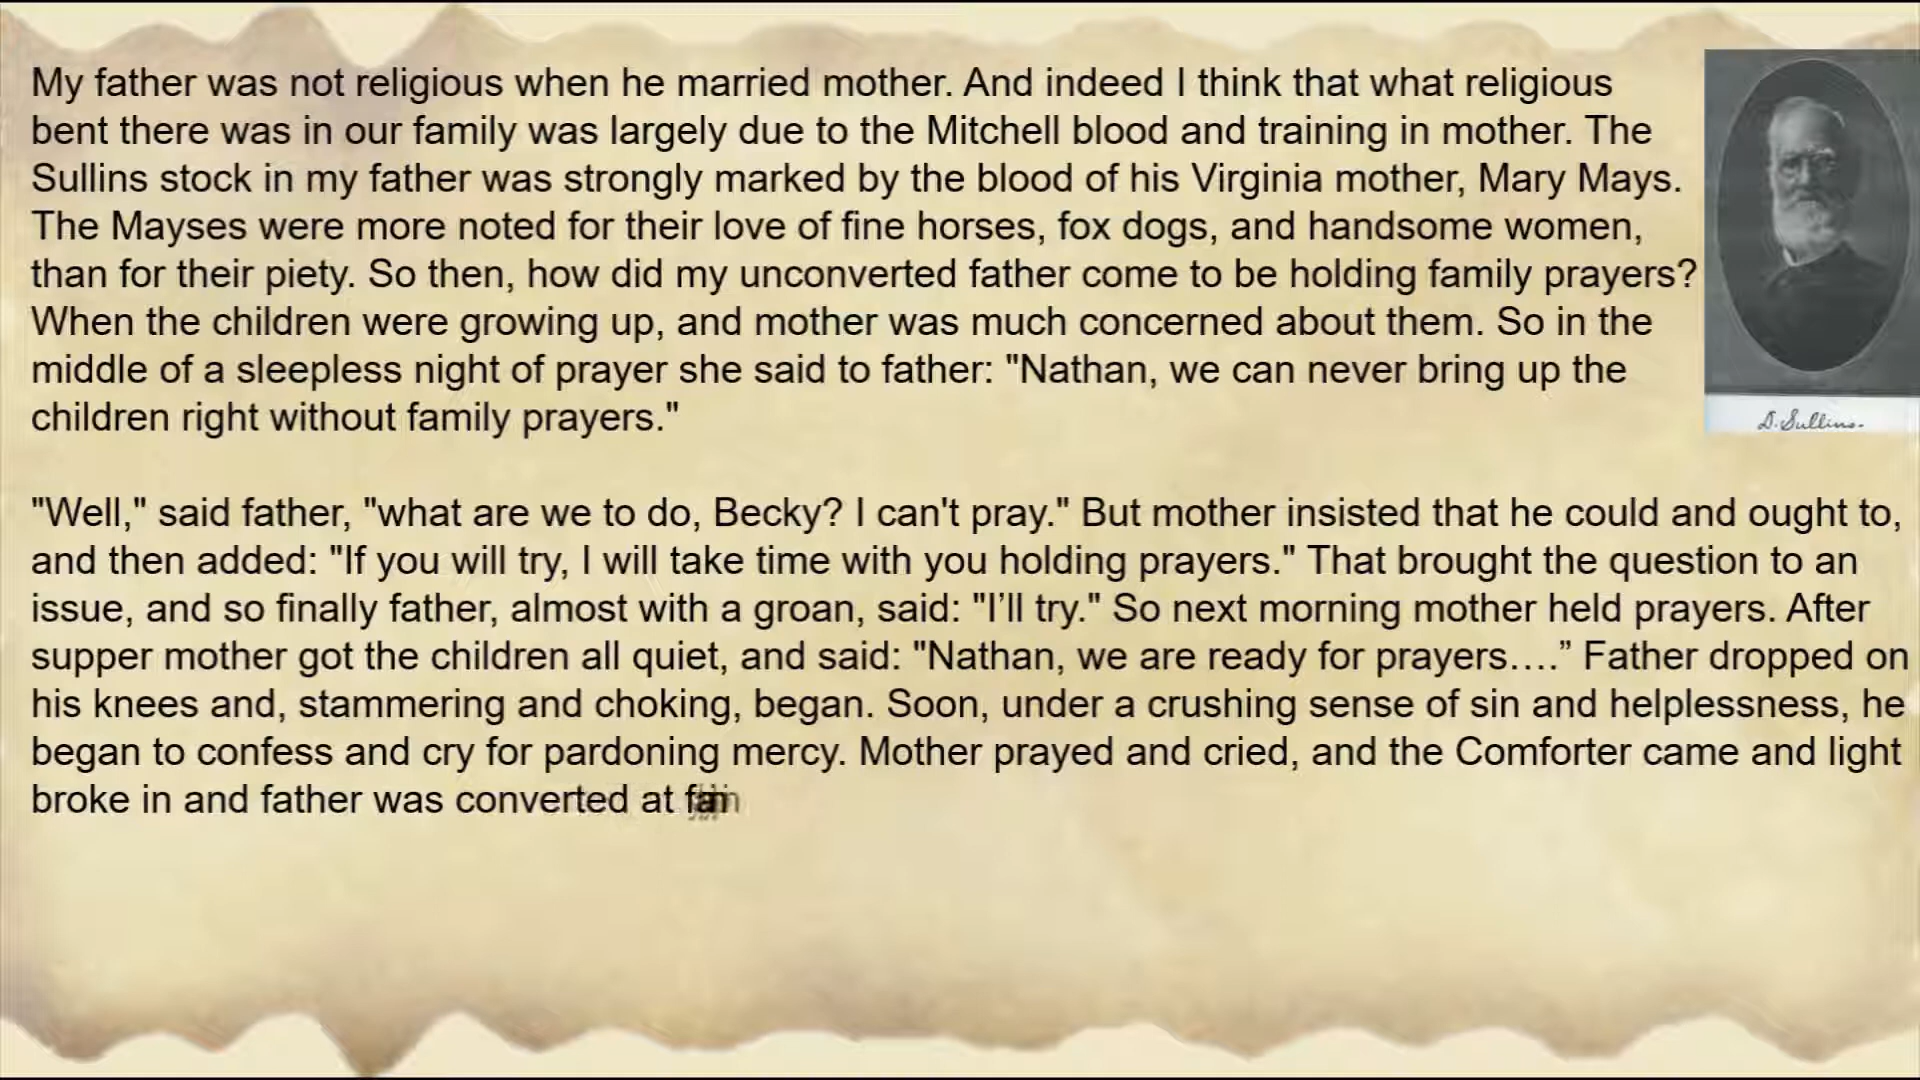 My father was not religious when he married mother. And indeed I think that what religious
bent there was in our family was largely due to the Mitchell blood and training in mother. The
Sullins stock in my father was strongly marked by the blood of his Virginia mother, Mary Mays.
The Mayses were more noted for their love of fine horses, fox dogs, and handsome women,
than for their piety. So then, how did my unconverted father come to be holding family prayers?
When the children were growing up, and mother was much concerned about them. So in the
middle of a sleepless night of prayer she said to father: "Nathan, we can never bring up the
children right without family prayers."
D. Sullins.
"Well," said father, "what are we to do, Becky? I can't pray." But mother insisted that he could and ought to,
and then added: "If you will try, I will take time with you holding prayers." That brought the question to an
issue, and so finally father, almost with a groan, said: "I’ll try." So next morning mother held prayers. After
supper mother got the children all quiet, and said: "Nathan, we are ready for prayers….” Father dropped on
his knees and, stammering and choking, began. Soon, under a crushing sense of sin and helplessness, he
began to confess and cry for pardoning mercy. Mother prayed and cried, and the Comforter came and light
broke in and father was converted at